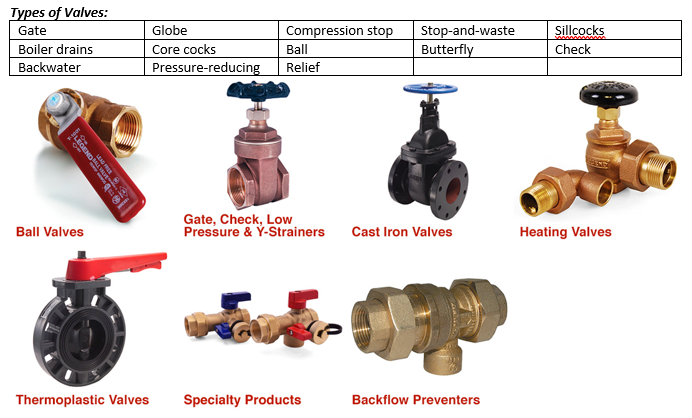 Types of Valves:
Gate Globe Compression stop Stop-and-waste Sillcocks
Boiler drains Core cocks Ball Butterfly Check
Backwater Pressure-reducing Relief
LEGEND
Ball Valves
Gate, Check, Low
Pressure & Y-Strainers
Cast Iron Valves
Heating Valves
Thermoplastic Valves
Specialty Products
Backflow Preventers